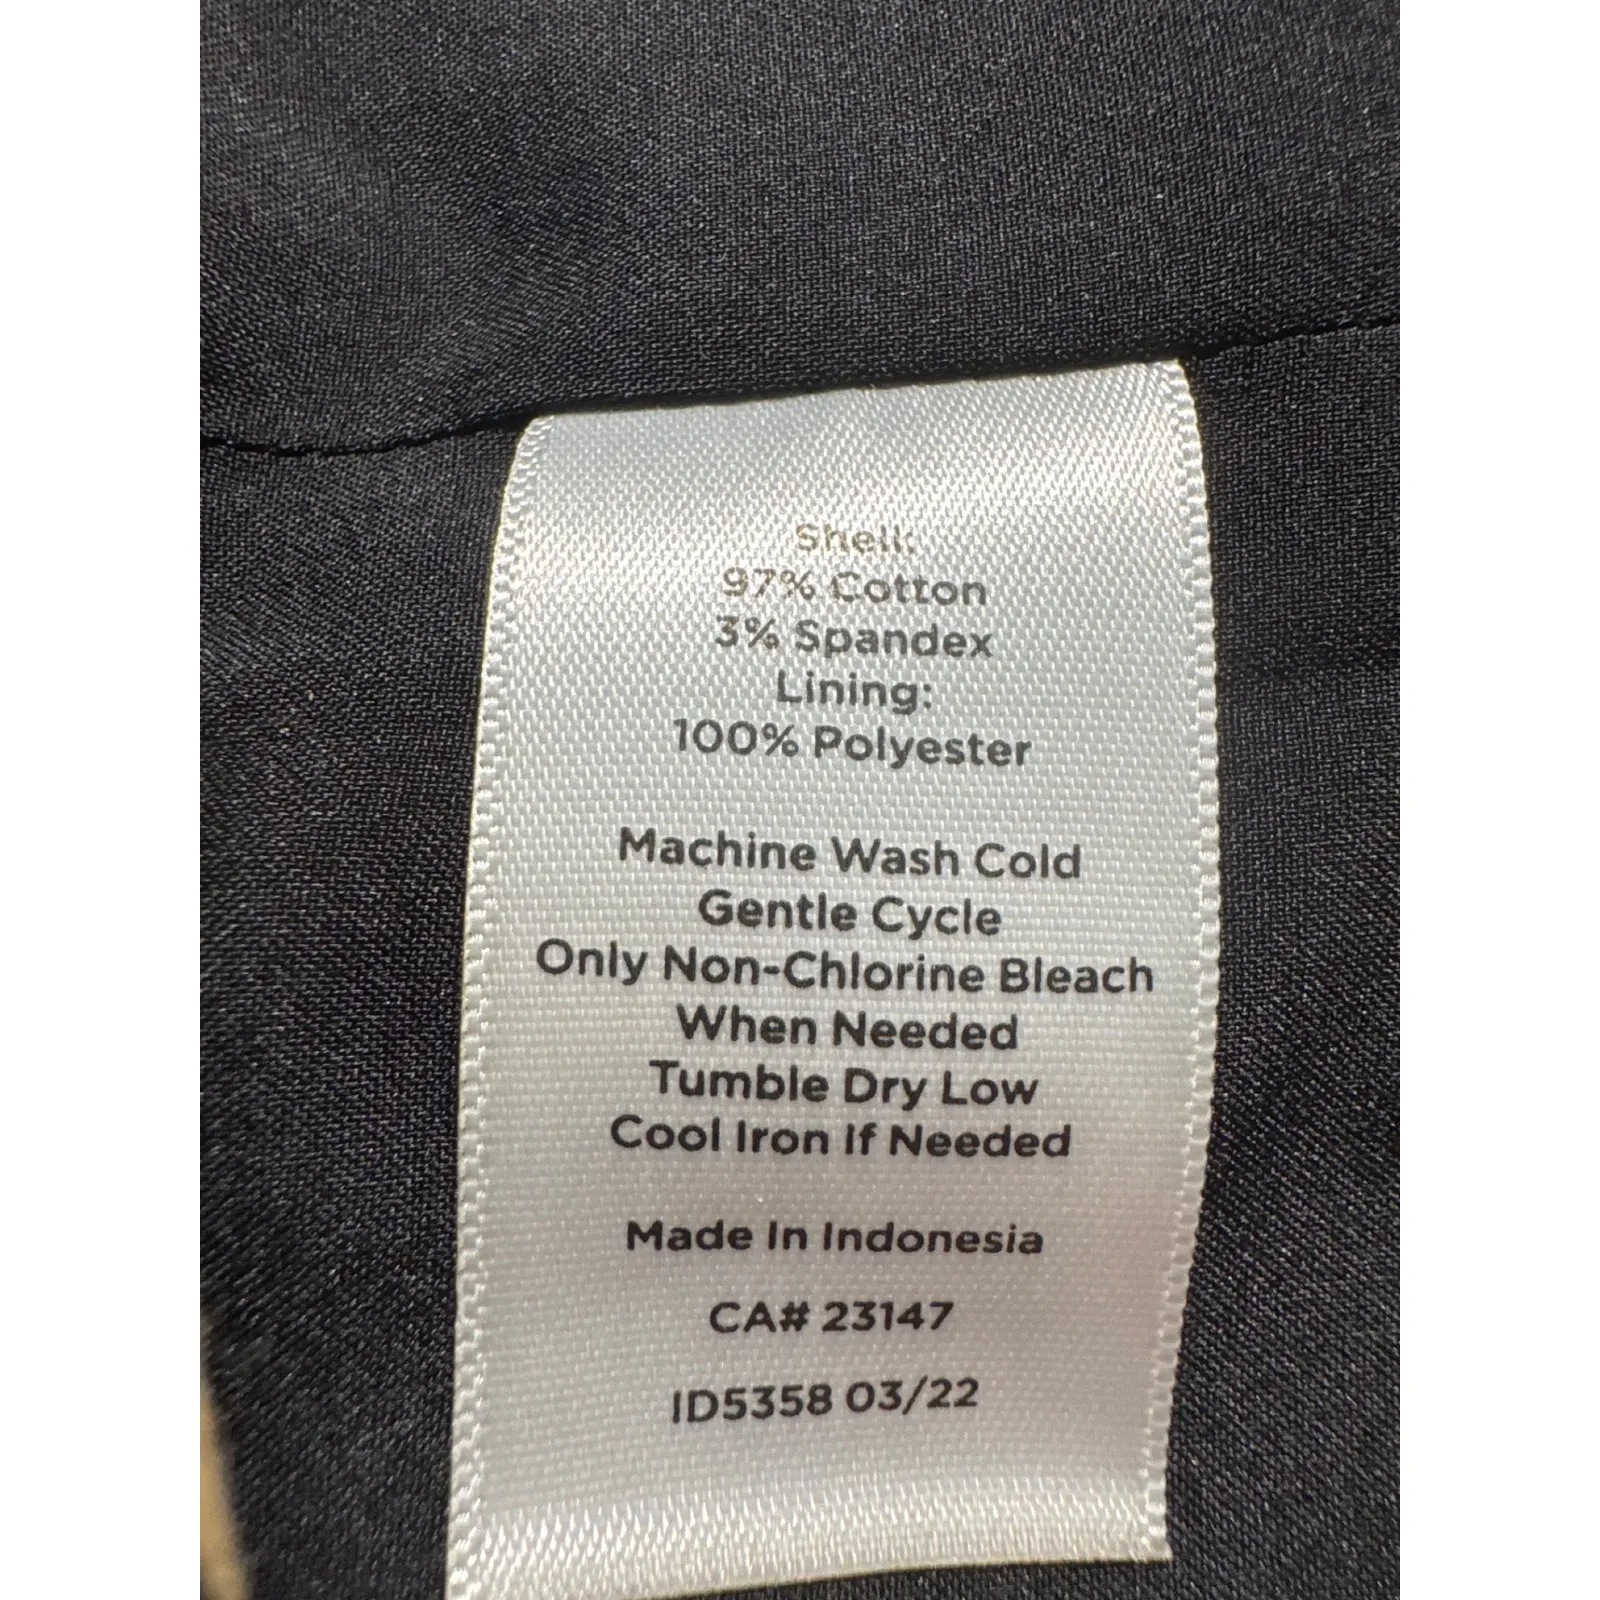 Shell:
97% Cotton
3% Spandex
Lining:
100% Polyester
Machine Wash Cold
Gentle Cycle
Only Non-Chlorine Bleach
When Needed
Tumble Dry Low
Cool Iron If Needed
Made In Indonesia
CA# 23147
ID5358 03/22